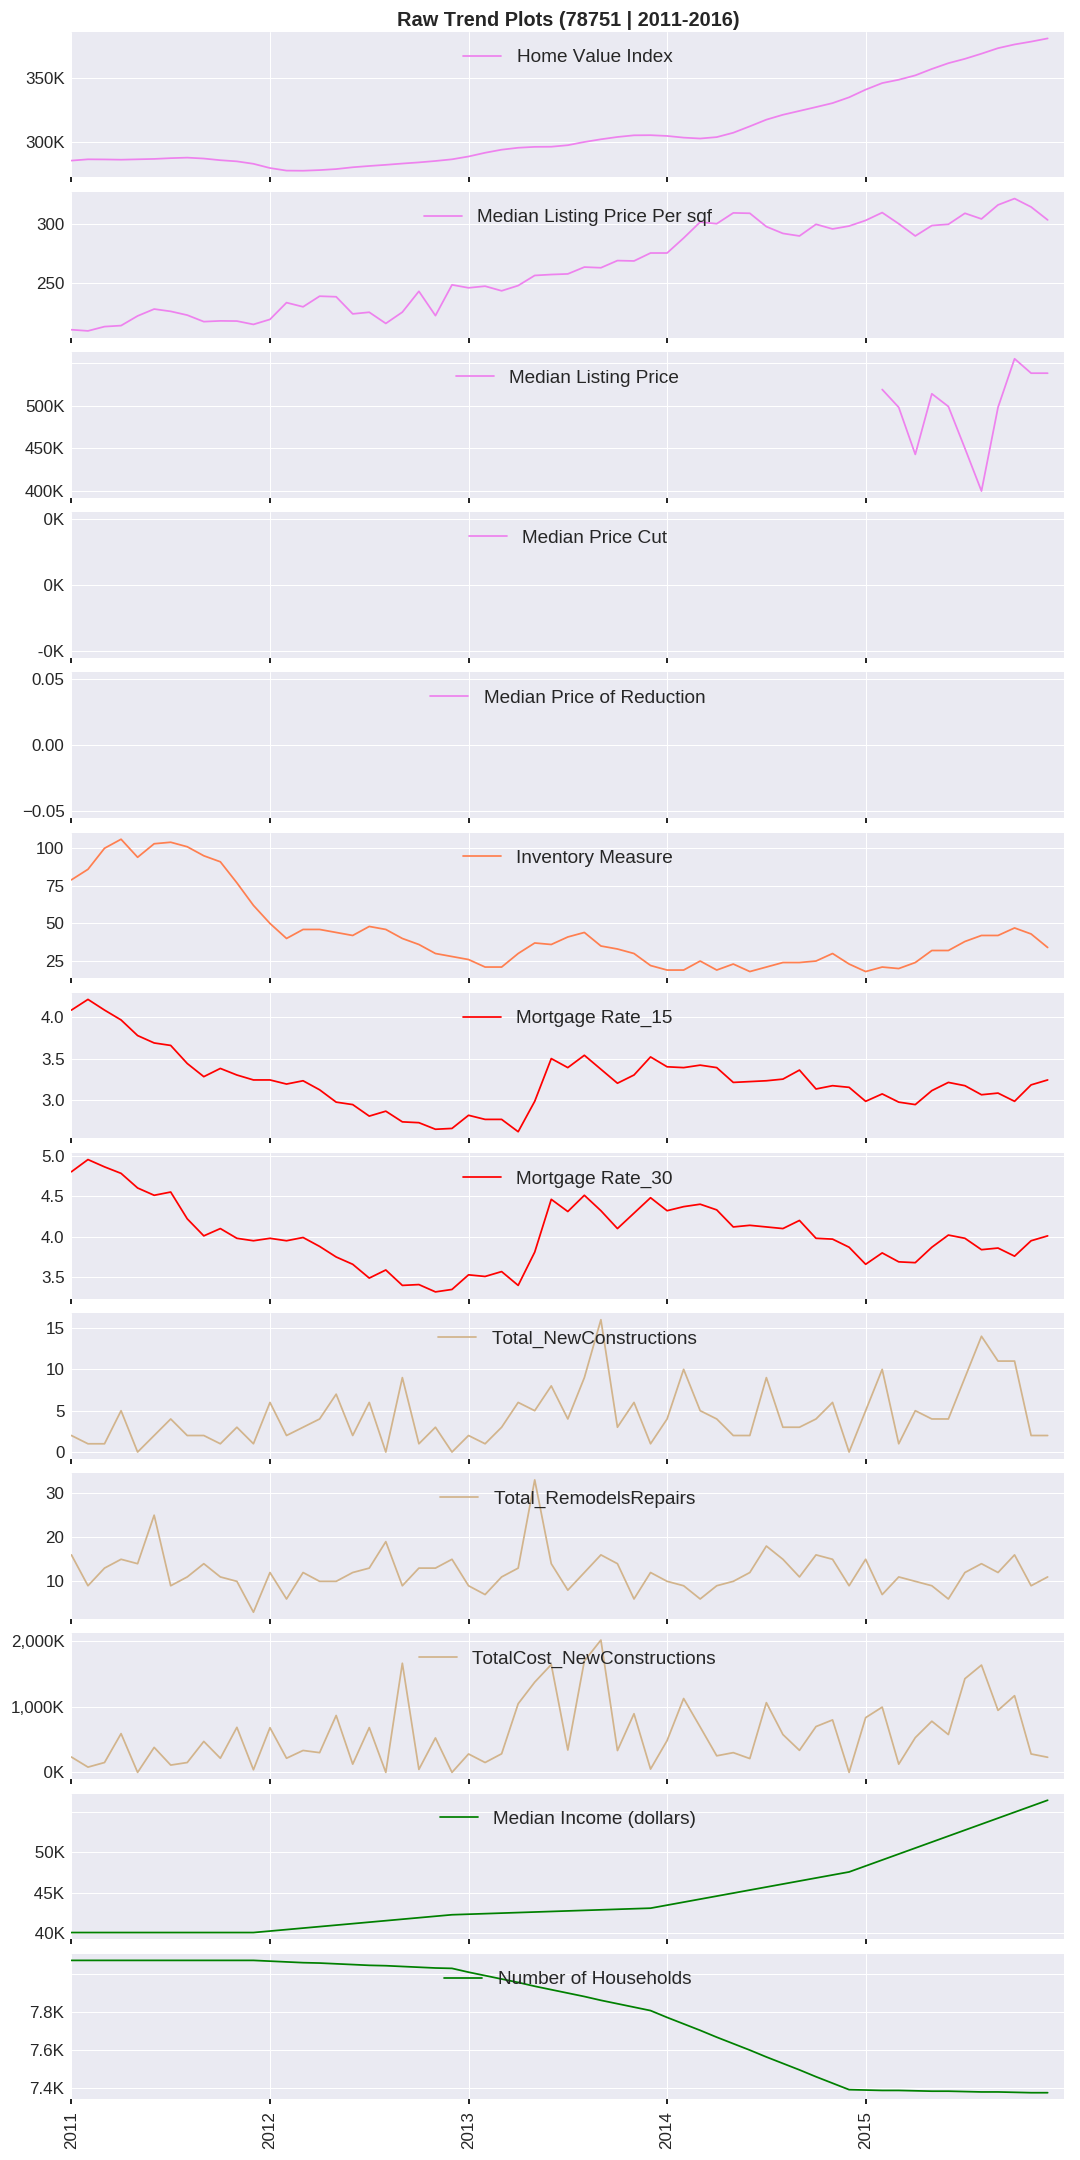 Raw Trend Plots (78751 | 2011-2016)
Home Value Index
350K
300K
Median Listing Price Per sqf
300
250
Median Listing Price
500K
450K
400K
0K
Median Price Cut
0K
-0K
0.05
Median Price of Reduction
0.00
−0.05
100
Inventory Measure
75
50
25
4.0
Mortgage Rate_15
3.5
3.0
5.0
Mortgage Rate_30
4.5
4.0
3.5
15
Total_NewConstructions
10
5
0
30
Total_RemodelsRepairs
20
10
2,000K
TotalCost_NewConstructions
1,000K
0K
Median Income (dollars)
50K
45K
40K
Number of Households
7.8K
7.6K
7.4K
2011
2012
2013
2014
2015